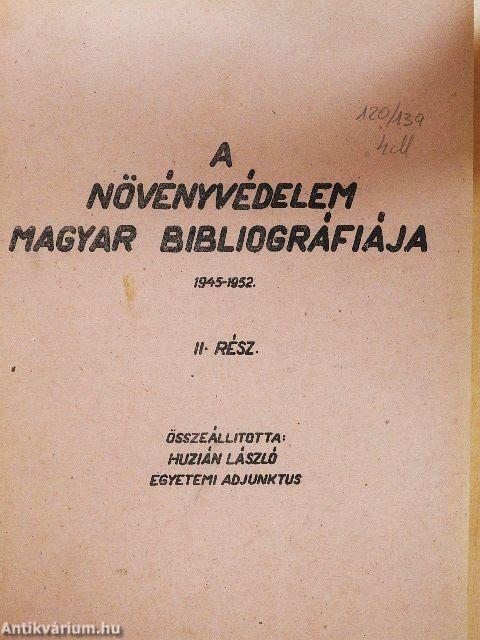 120/139
A
NÖVÉNYVÉDELEM
MAGYAR BIBLIOGRÁFIÁJA
1945-1952.
II. RÉSZ.
ÖSSZEÁLLITOTTA:
HUZIÁN LÁSZLÓ
EGYETEMI ADJUNKTUS
Antikvárium.hu